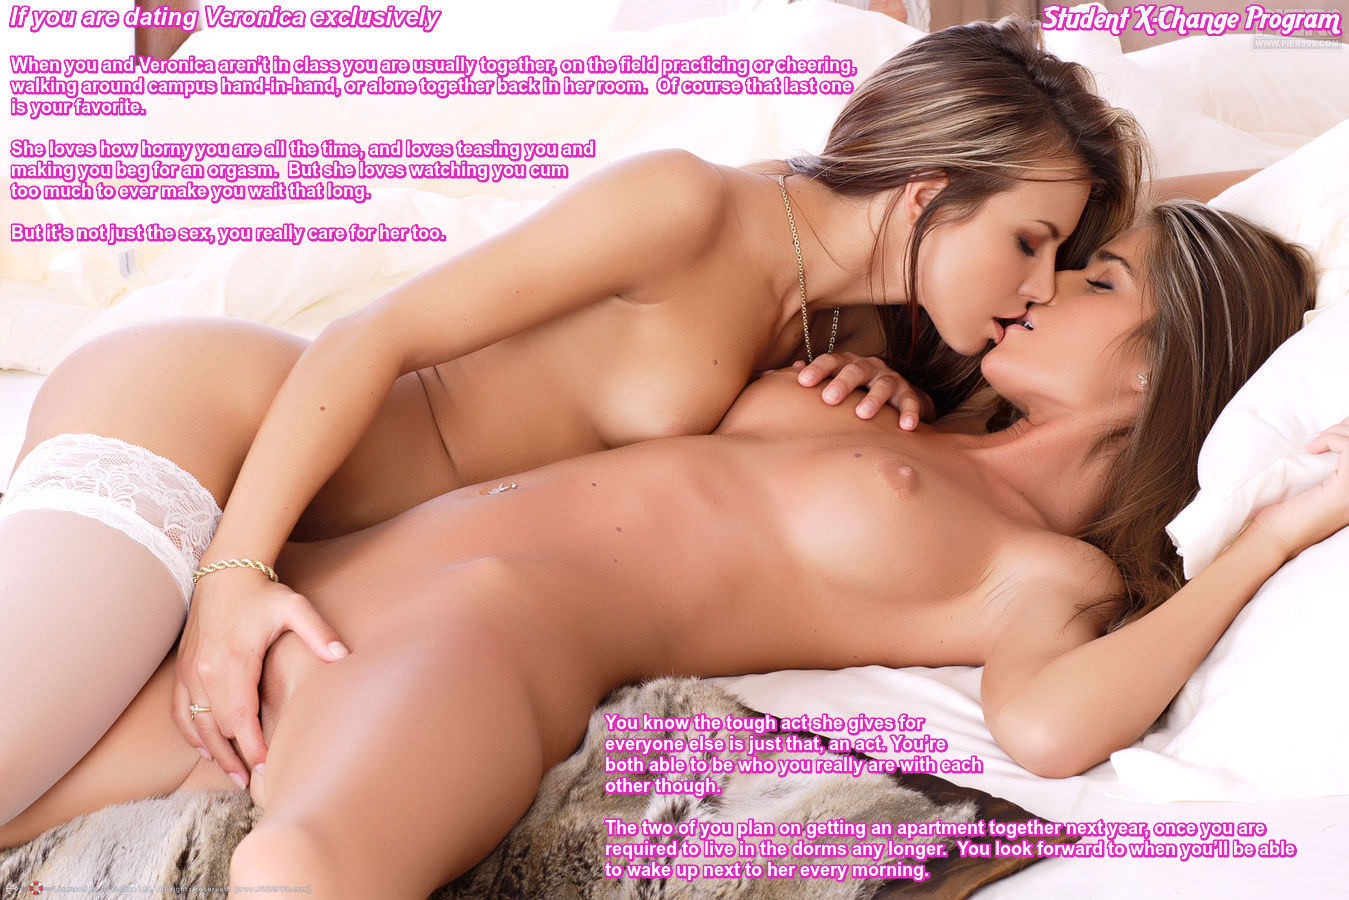 If you are dating Veronica exclusively
Student X-Change Program
WWW.PIER999.COM
When you and Veronica aren't in class you are usually together, on the field practicing or cheering,
walking around campus hand-in-hand, or alone together back in her room.  Of course that last one
is your favorite.
She loves how horny you are all the time, and loves teasing you and
making you beg for an orgasm.  But she loves watching you cum
too much to ever make you wait that long.
But it's not just the sex, you really care for her too.
You know the tough act she gives for
everyone else is just that, an act. You're
both able to be who you really are with each
other though.
The two of you plan on getting an apartment together next year, once you are
required to live in the dorms any longer.  You look forward to when you'll be able
to wake up next to her every morning.